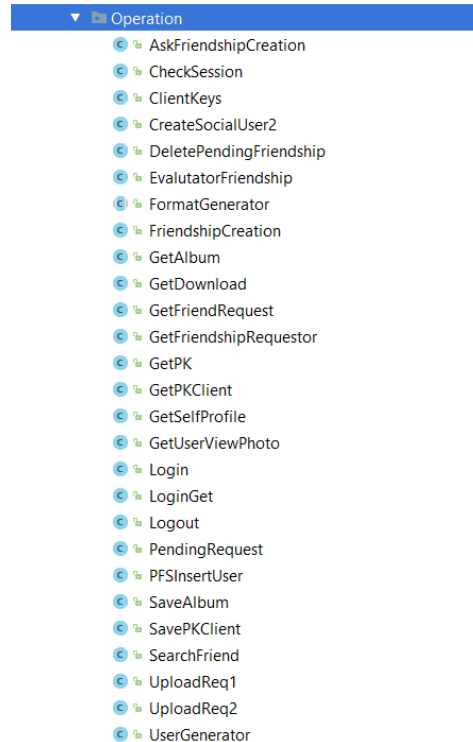 Operation
AskFriendshipCreation
CheckSession
ClientKeys
CreateSocialUser2
DeletePendingFriendship
EvalutatorFriendship
FormatGenerator
FriendshipCreation
GetAlbum
GetDownload
GetFriendRequest
GetFriendshipRequestor
GetPK
GetPKClient
GetSelfProfile
GetUserViewPhoto
Login
LoginGet
Logout
PendingRequest
PFSInsertUser
SaveAlbum
SavePKClient
SearchFriend
UploadReq1
UploadReq2
UserGenerator